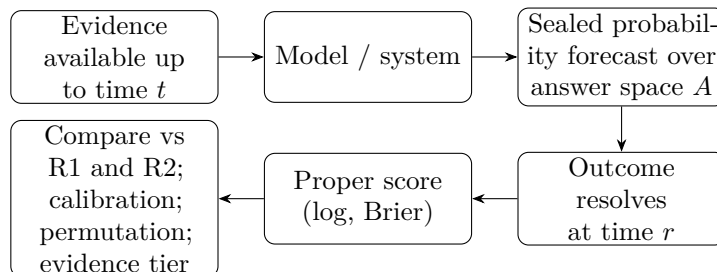 Evidence
available up
to time t
Model / system
Sealed probabil-
ity forecast over
answer space A
Outcome
resolves
at time r
Proper score
(log, Brier)
Compare vs
R1 and R2;
calibration;
permutation;
evidence tier